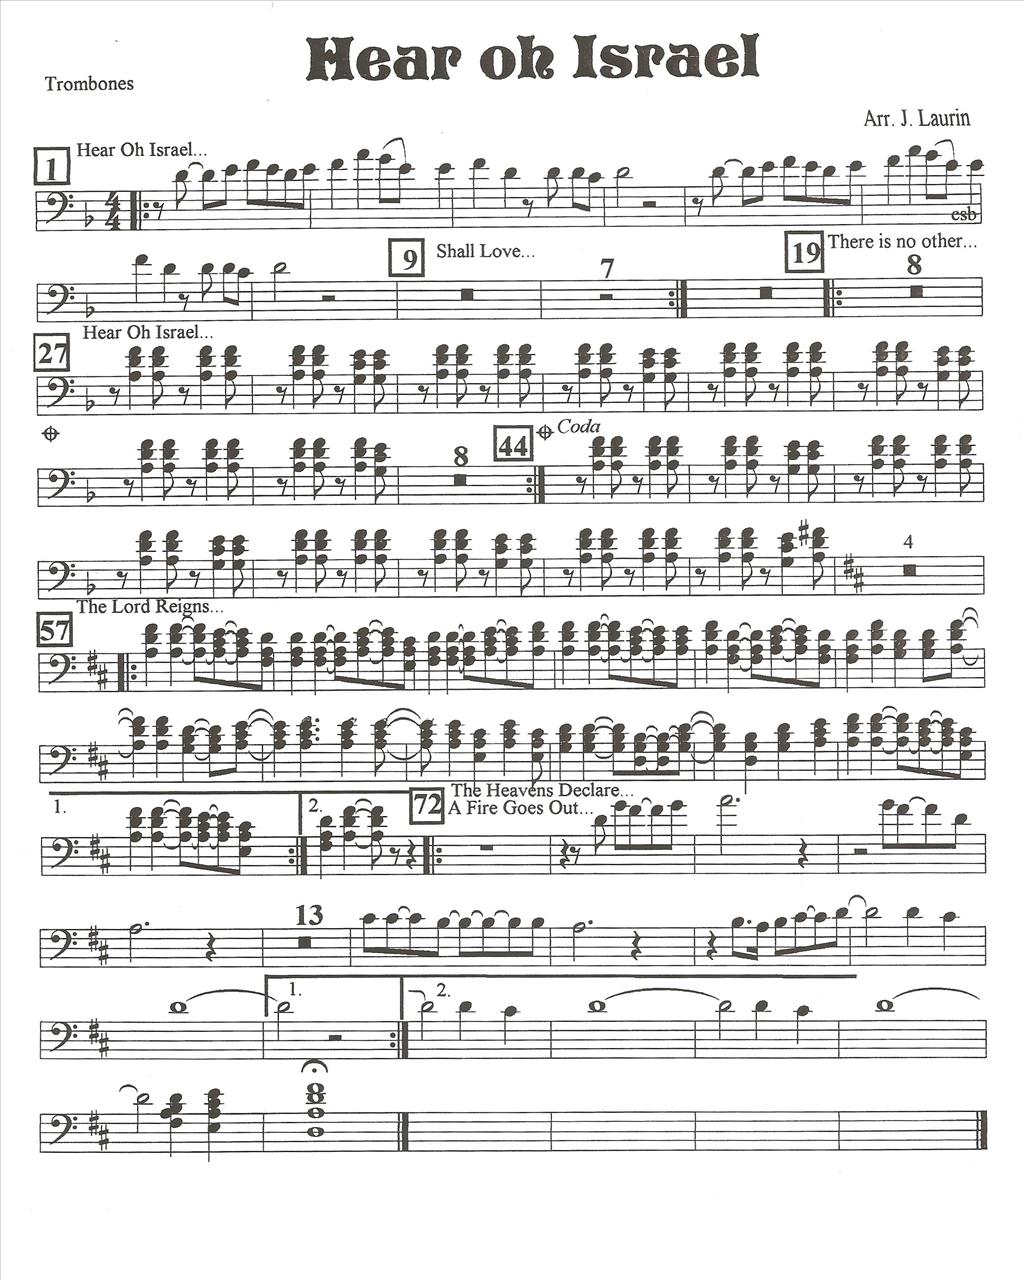 Hear oh Israel
Trombones
Arr. J. Laurin
1 Hear Oh Israel...
esb
9 Shall Love... 7 19 There is no other... 8
27 Hear Oh Israel...
8 44 Coda
4
57 The Lord Reigns...
1. 2. 72 The Heavens Declare...
A Fire Goes Out...
13
1. 2.